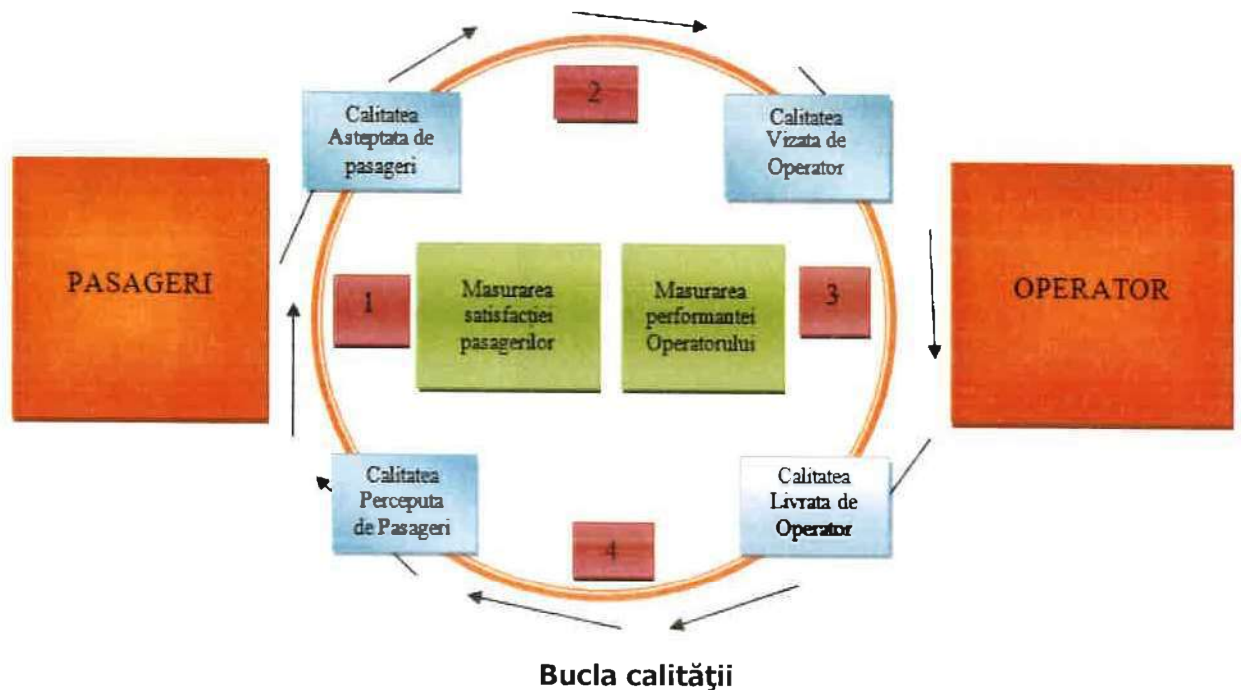 2
Calitatea
Asteptata de
pasageri
Calitatea
Vizata de
Operator
PASAGERI
1
Masurarea
satisfacției
pasagerilor
Masurarea
performantei
Operatorului
3
OPERATOR
Calitatea
Perceputa
de Pasageri
Calitatea
Livrata de
Operator
4
Bucla calităţii